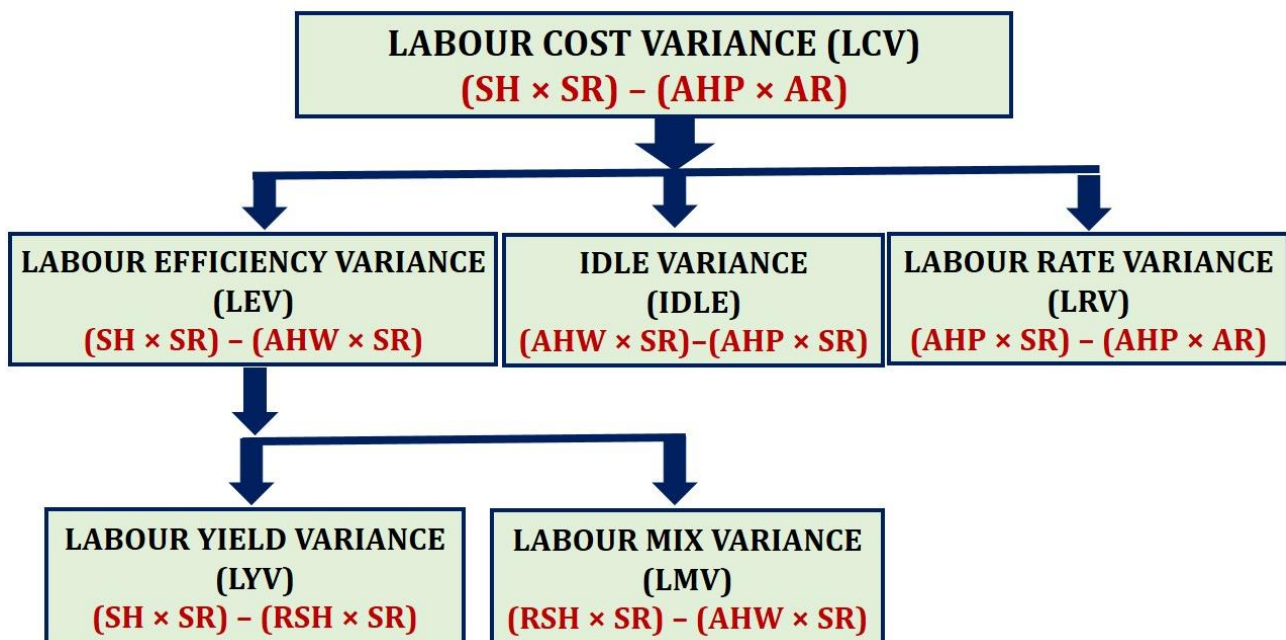 LABOUR COST VARIANCE (LCV)
(SH × SR) – (AHP × AR)
LABOUR EFFICIENCY VARIANCE
(LEV)
(SH × SR) – (AHW × SR)
IDLE VARIANCE
(IDLE)
(AHW × SR)–(AHP × SR)
LABOUR RATE VARIANCE
(LRV)
(AHP × SR) – (AHP × AR)
LABOUR YIELD VARIANCE
(LYV)
(SH × SR) – (RSH × SR)
LABOUR MIX VARIANCE
(LMV)
(RSH × SR) – (AHW × SR)